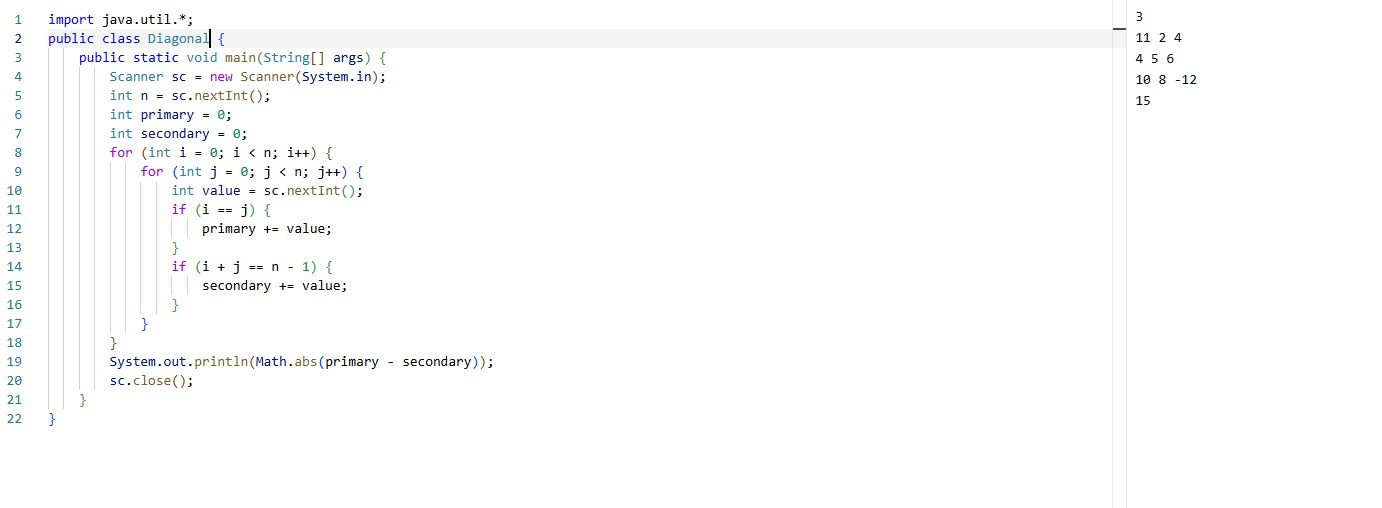 1 import java.util.*;
2 public class Diagonal {
3     public static void main(String[] args) {
4         Scanner sc = new Scanner(System.in);
5         int n = sc.nextInt();
6         int primary = 0;
7         int secondary = 0;
8         for (int i = 0; i < n; i++) {
9             for (int j = 0; j < n; j++) {
10                 int value = sc.nextInt();
11                 if (i == j) {
12                     primary += value;
13                 }
14                 if (i + j == n - 1) {
15                     secondary += value;
16                 }
17             }
18         }
19         System.out.println(Math.abs(primary - secondary));
20         sc.close();
21     }
22 }
3
11 2 4
4 5 6
10 8 -12
15